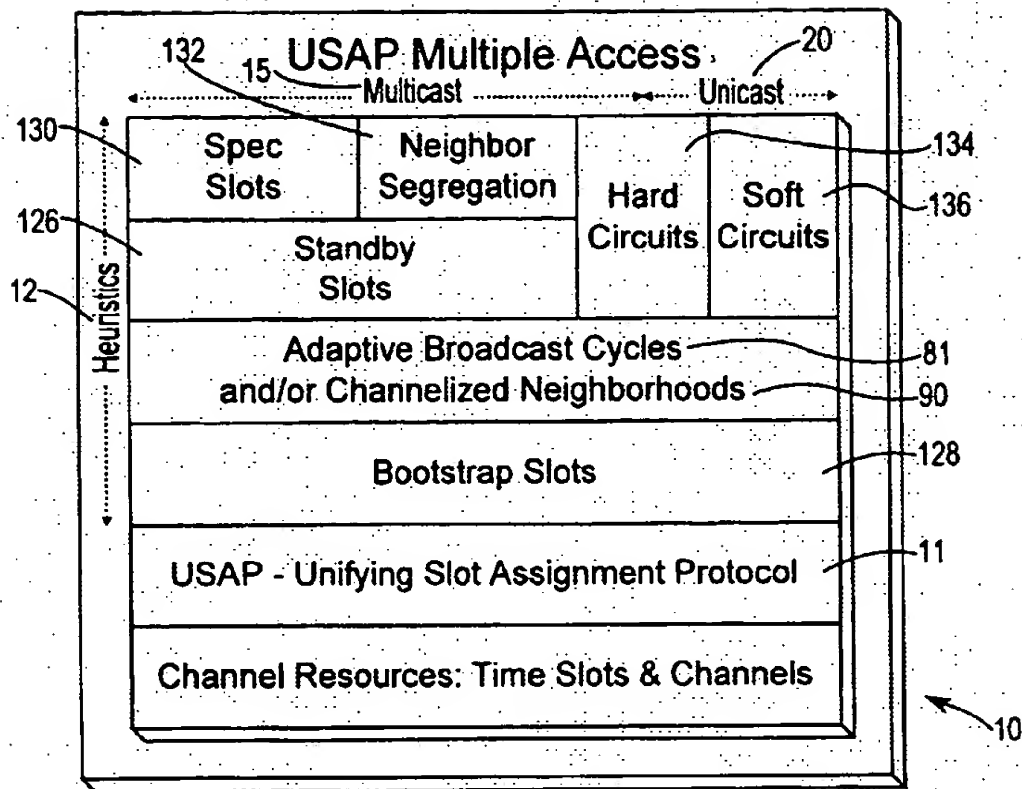 USAP Multiple Access
20
132
15
Multicast
Unicast
130
Spec
Slots
Neighbor
Segregation
134
Hard
Circuits
Soft
Circuits
136
126
Standby
Slots
12
Heuristics
Adaptive Broadcast Cycles
and/or Channelized Neighborhoods
81
90
Bootstrap Slots
128
USAP - Unifying Slot Assignment Protocol
11
Channel Resources: Time Slots & Channels
10